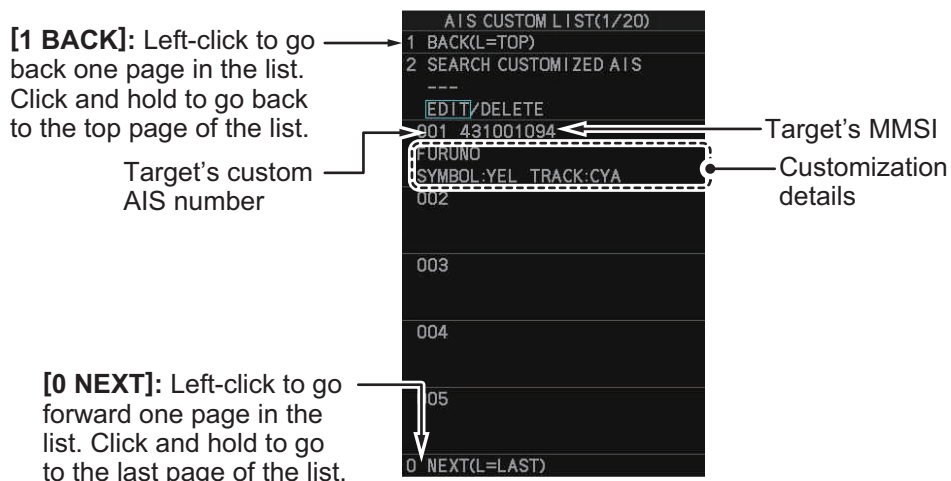 [1 BACK]: Left-click to go
back one page in the list.
Click and hold to go back
to the top page of the list.
Target's custom
AIS number
[0 NEXT]: Left-click to go
forward one page in the
list. Click and hold to go
to the last page of the list.
AIS CUSTOM LIST(1/20)
1 BACK(L=TOP)
2 SEARCH CUSTOMIZED AIS
---
EDIT/DELETE
001 431001094
FURUNO
SYMBOL:YEL TRACK:CYA
002
003
004
005
0 NEXT(L=LAST)
Target's MMSI
Customization
details